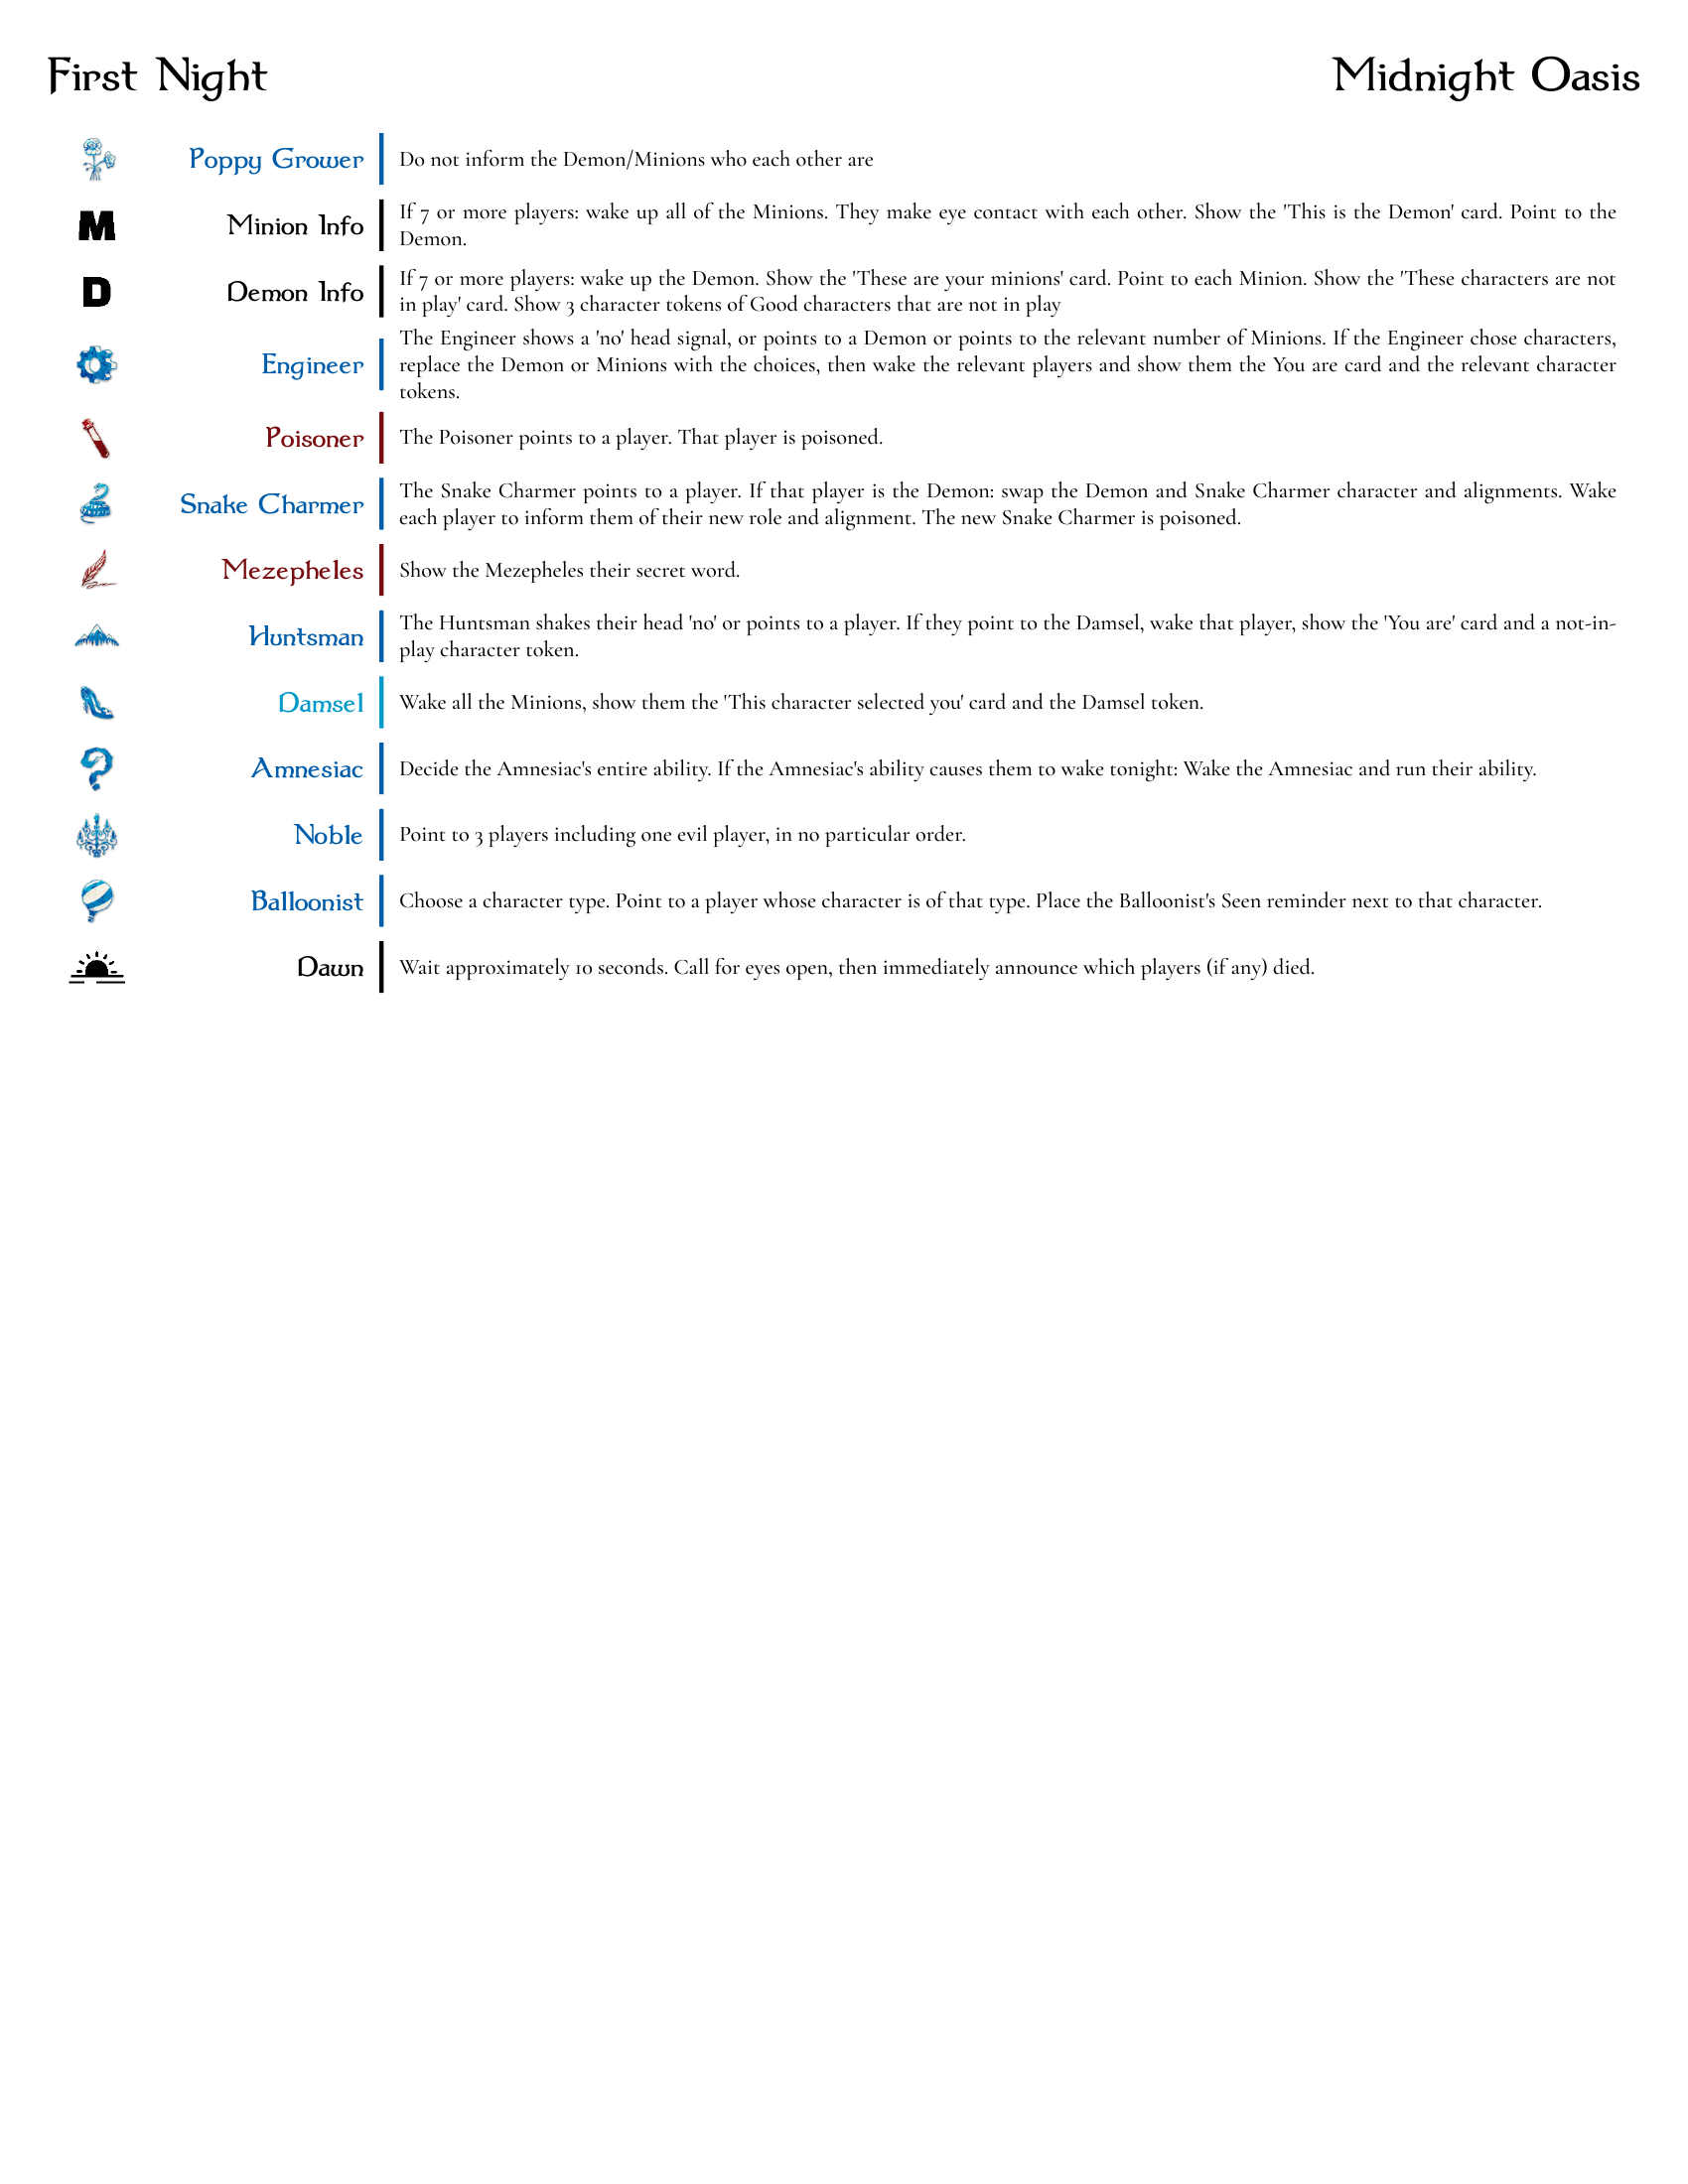 First Night
Midnight Oasis
Poppy Grower
Do not inform the Demon/Minions who each other are
M
Minion Info
If 7 or more players: wake up all of the Minions. They make eye contact with each other. Show the 'This is the Demon' card. Point to the
Demon.
D
Demon Info
If 7 or more players: wake up the Demon. Show the 'These are your minions' card. Point to each Minion. Show the 'These characters are not
in play' card. Show 3 character tokens of Good characters that are not in play
Engineer
The Engineer shows a 'no' head signal, or points to a Demon or points to the relevant number of Minions. If the Engineer chose characters,
replace the Demon or Minions with the choices, then wake the relevant players and show them the You are card and the relevant character
tokens.
Poisoner
The Poisoner points to a player. That player is poisoned.
Snake Charmer
The Snake Charmer points to a player. If that player is the Demon: swap the Demon and Snake Charmer character and alignments. Wake
each player to inform them of their new role and alignment. The new Snake Charmer is poisoned.
Mezepheles
Show the Mezepheles their secret word.
Huntsman
The Huntsman shakes their head 'no' or points to a player. If they point to the Damsel, wake that player, show the 'You are' card and a not-in-
play character token.
Damsel
Wake all the Minions, show them the 'This character selected you' card and the Damsel token.
Amnesiac
Decide the Amnesiac's entire ability. If the Amnesiac's ability causes them to wake tonight: Wake the Amnesiac and run their ability.
Noble
Point to 3 players including one evil player, in no particular order.
Balloonist
Choose a character type. Point to a player whose character is of that type. Place the Balloonist's Seen reminder next to that character.
Dawn
Wait approximately 10 seconds. Call for eyes open, then immediately announce which players (if any) died.